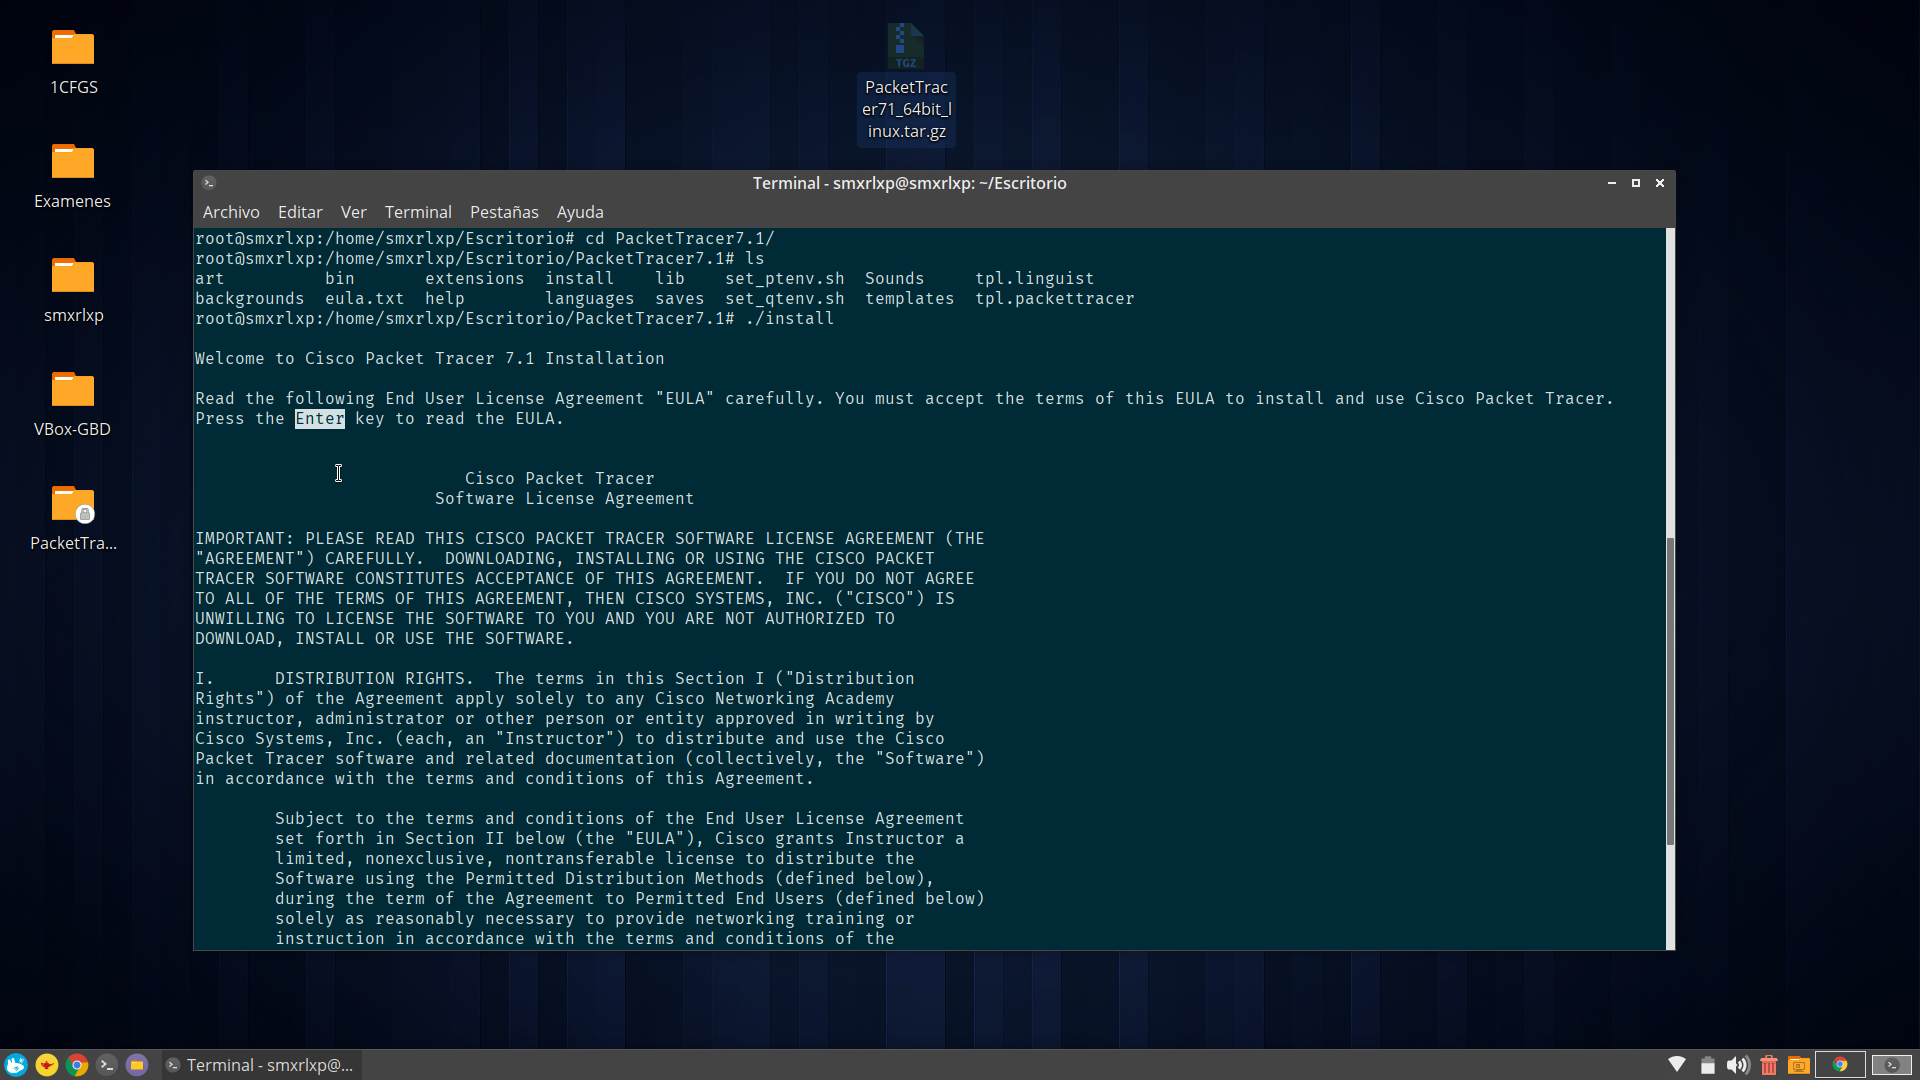 1CFGS
Examenes
smxrlxp
VBox-GBD
PacketTra...
TGZ
PacketTrac
er71_64bit_l
inux.tar.gz
Terminal - smxrlxp@smxrlxp: ~/Escritorio
Archivo Editar Ver Terminal Pestañas Ayuda
root@smxrlxp:/home/smxrlxp/Escritorio# cd PacketTracer7.1/
root@smxrlxp:/home/smxrlxp/Escritorio/PacketTracer7.1# ls
art bin extensions install lib set_ptenv.sh Sounds tpl.linguist
backgrounds eula.txt help languages saves set_qtenv.sh templates tpl.packettracer
root@smxrlxp:/home/smxrlxp/Escritorio/PacketTracer7.1# ./install
Welcome to Cisco Packet Tracer 7.1 Installation
Read the following End User License Agreement "EULA" carefully. You must accept the terms of this EULA to install and use Cisco Packet Tracer.
Press the Enter key to read the EULA.
Cisco Packet Tracer
Software License Agreement
IMPORTANT: PLEASE READ THIS CISCO PACKET TRACER SOFTWARE LICENSE AGREEMENT (THE
"AGREEMENT") CAREFULLY.  DOWNLOADING, INSTALLING OR USING THE CISCO PACKET
TRACER SOFTWARE CONSTITUTES ACCEPTANCE OF THIS AGREEMENT.  IF YOU DO NOT AGREE
TO ALL OF THE TERMS OF THIS AGREEMENT, THEN CISCO SYSTEMS, INC. ("CISCO") IS
UNWILLING TO LICENSE THE SOFTWARE TO YOU AND YOU ARE NOT AUTHORIZED TO
DOWNLOAD, INSTALL OR USE THE SOFTWARE.
I.      DISTRIBUTION RIGHTS.  The terms in this Section I ("Distribution
Rights") of the Agreement apply solely to any Cisco Networking Academy
instructor, administrator or other person or entity approved in writing by
Cisco Systems, Inc. (each, an "Instructor") to distribute and use the Cisco
Packet Tracer software and related documentation (collectively, the "Software")
in accordance with the terms and conditions of this Agreement.
Subject to the terms and conditions of the End User License Agreement
set forth in Section II below (the "EULA"), Cisco grants Instructor a
limited, nonexclusive, nontransferable license to distribute the
Software using the Permitted Distribution Methods (defined below),
during the term of the Agreement to Permitted End Users (defined below)
solely as reasonably necessary to provide networking training or
instruction in accordance with the terms and conditions of the
Terminal - smxrlxp@...